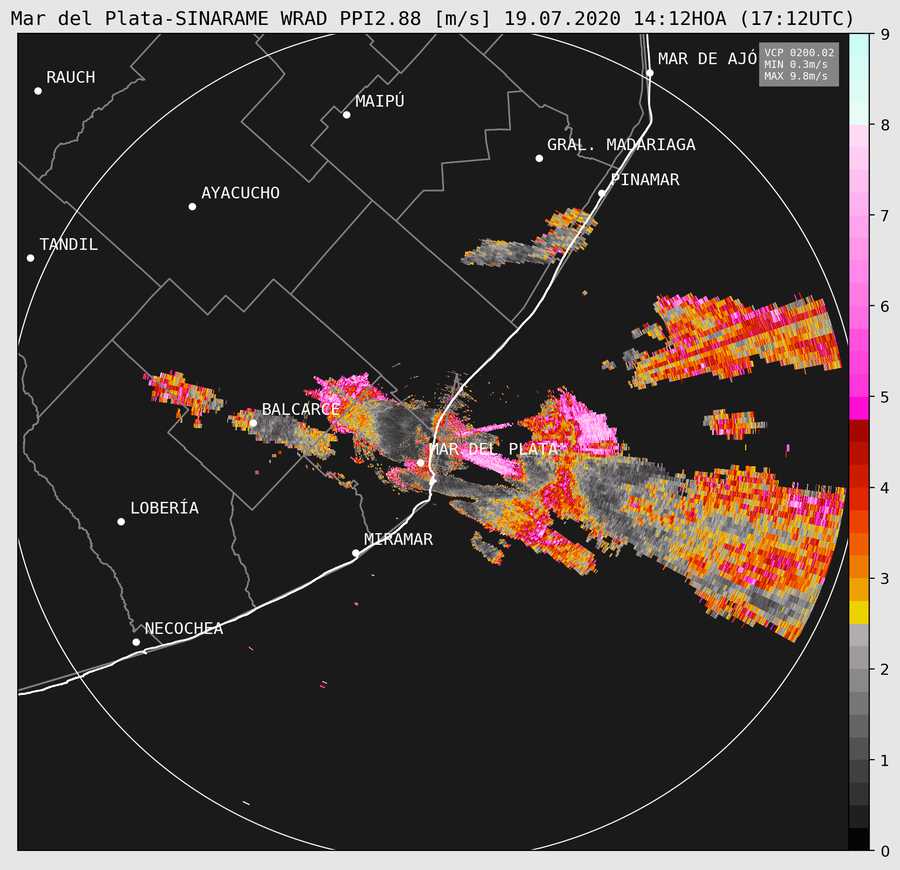 Mar del Plata-SINARAME WRAD PPI2.88 [m/s] 19.07.2020 14:12HOA (17:12UTC)
VCP 0200.02
MIN 0.3m/s
MAX 9.8m/s
MAR DE AJÓ
RAUCH
MAIPÚ
GRAL. MADARIAGA
PINAMAR
AYACUCHO
TANDIL
BALCARCE
MAR DEL PLATA
LOBERÍA
MIRAMAR
NECOCHEA
9
8
7
6
5
4
3
2
1
0